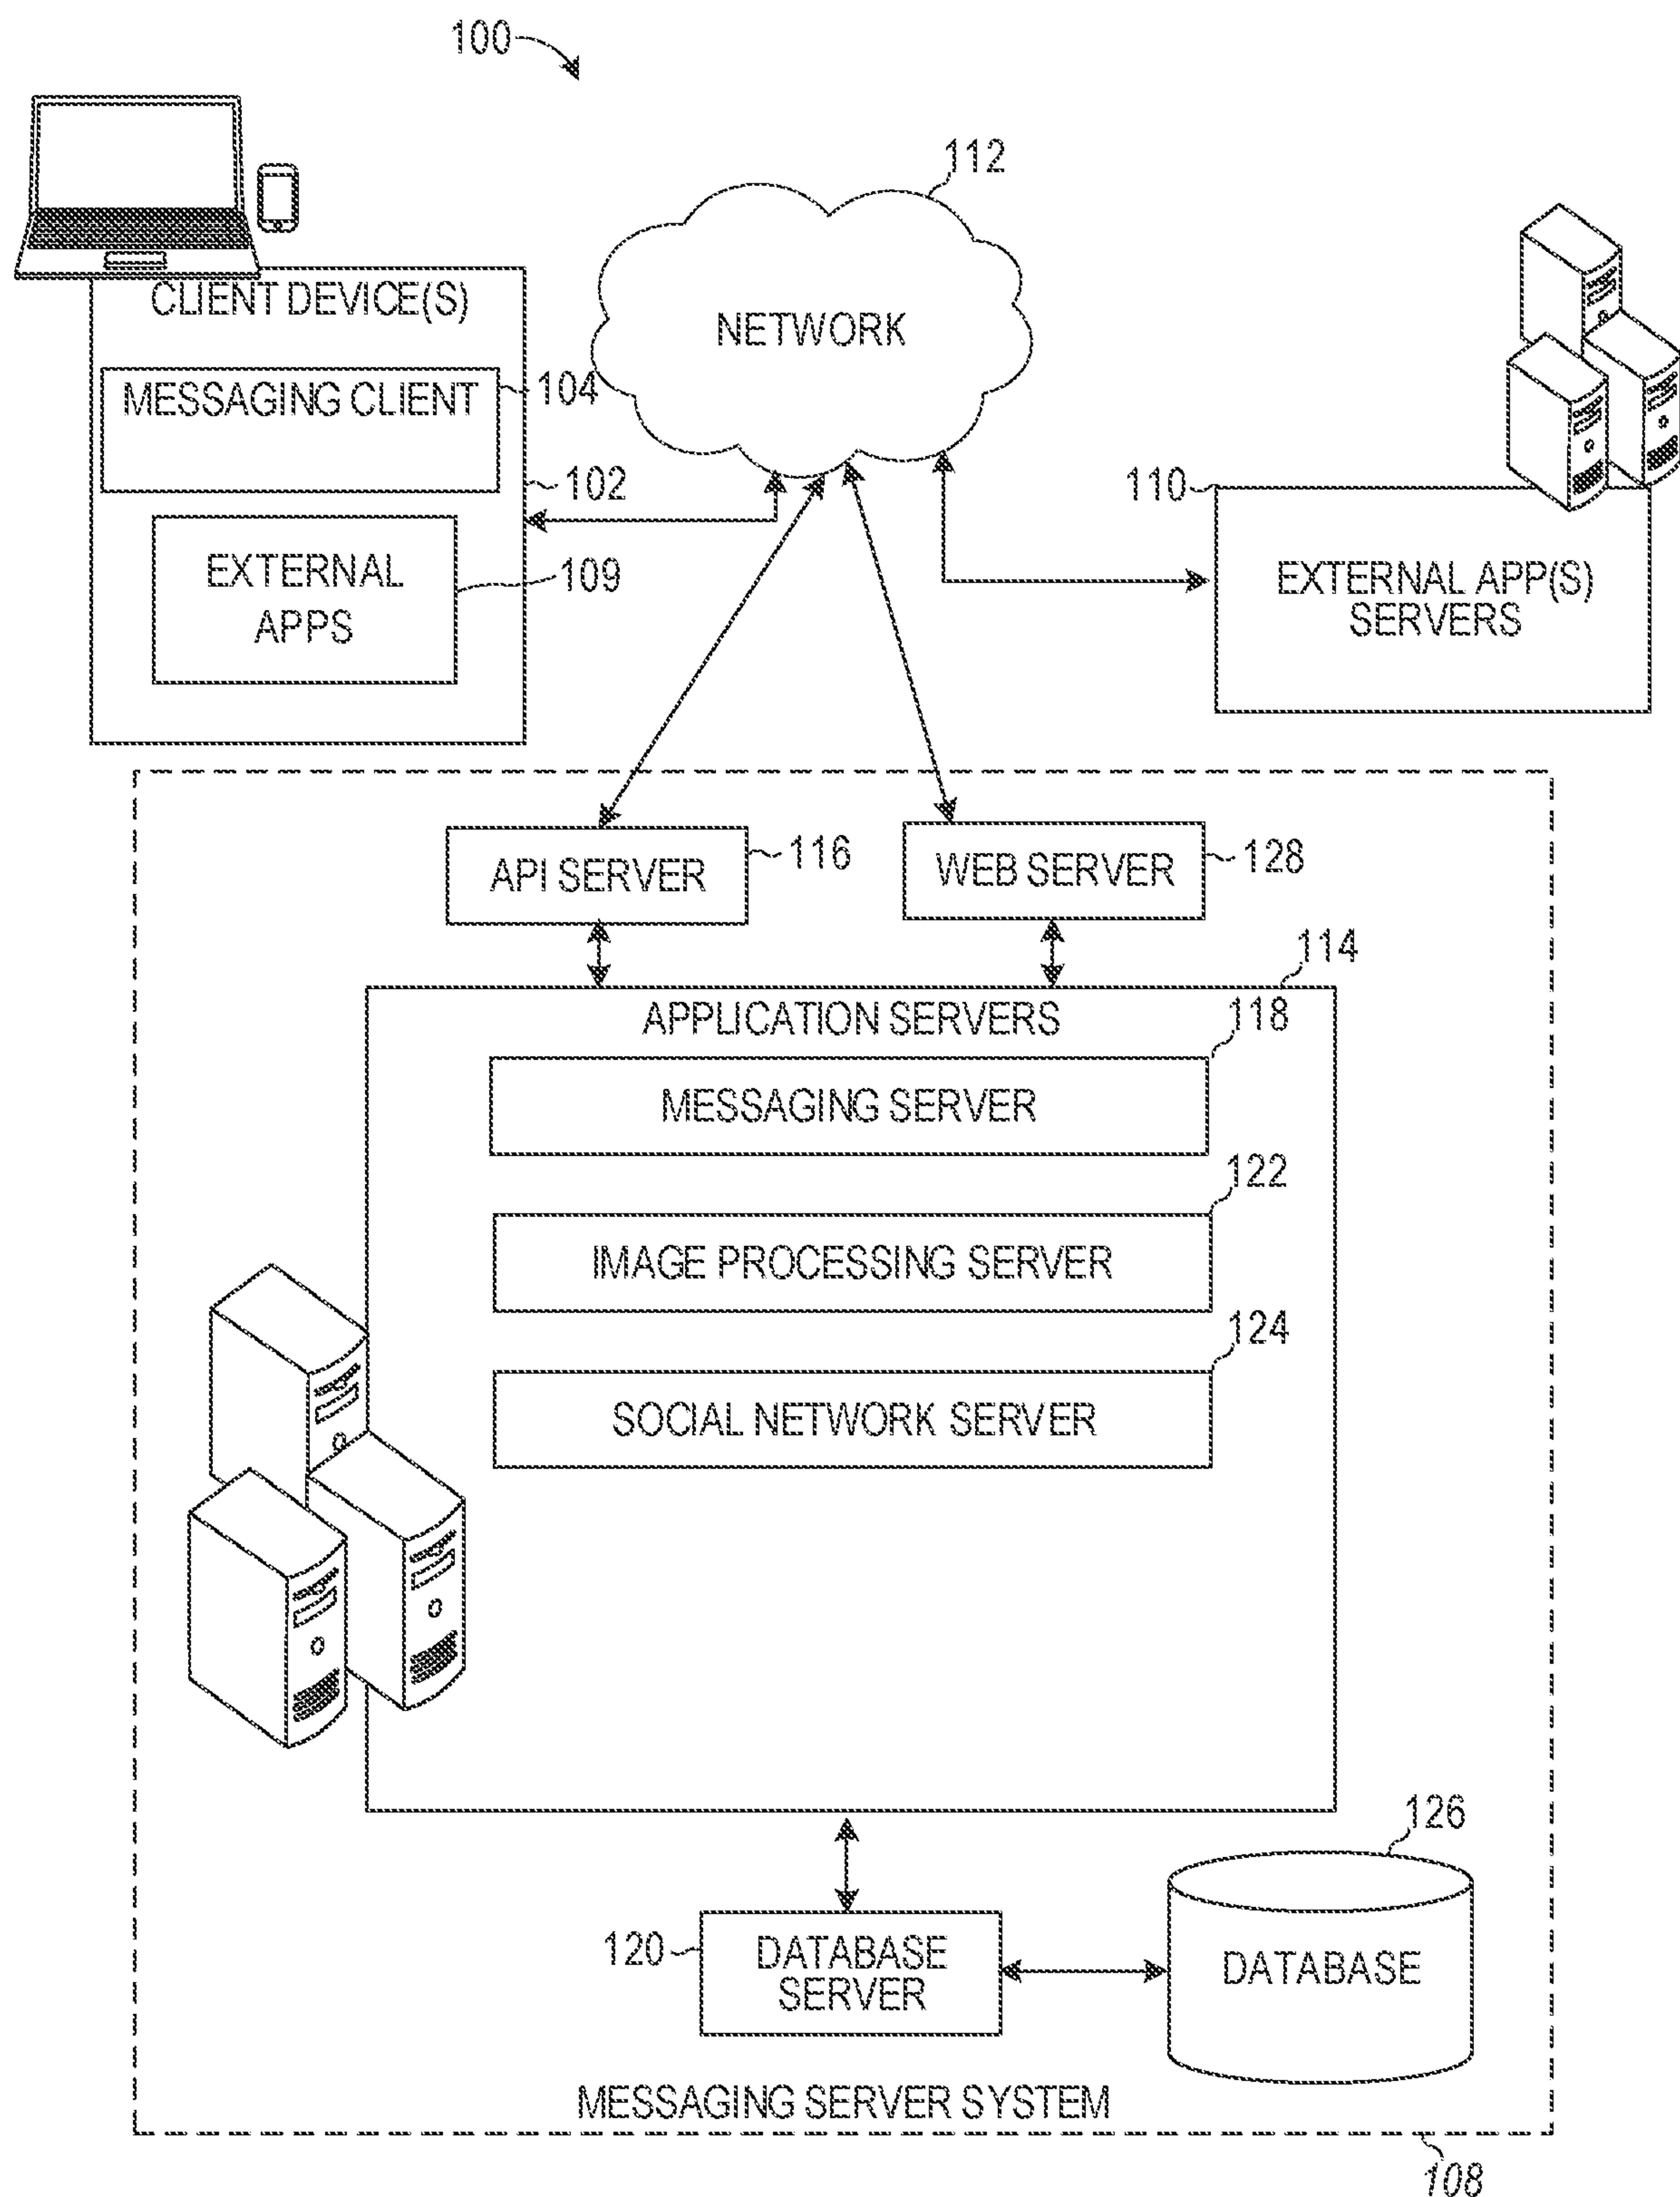 100
112
CLIENT DEVICE(S)
NETWORK
MESSAGING CLIENT
104
102
110
EXTERNAL
APPS
109
EXTERNAL APP(S)
SERVERS
API SERVER
116
WEB SERVER
128
114
APPLICATION SERVERS
118
MESSAGING SERVER
122
IMAGE PROCESSING SERVER
124
SOCIAL NETWORK SERVER
126
120
DATABASE
SERVER
DATABASE
MESSAGING SERVER SYSTEM
108